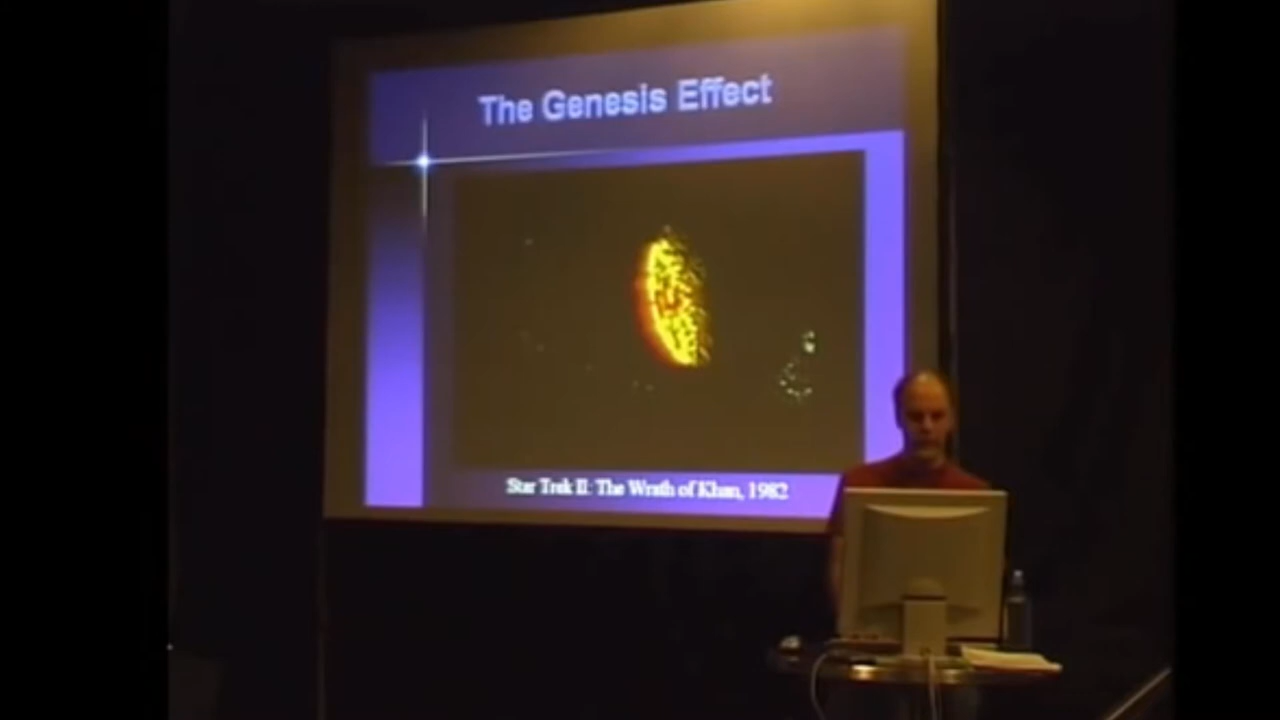 The Genesis Effect
Star Trek II: The Wrath of Khan, 1982